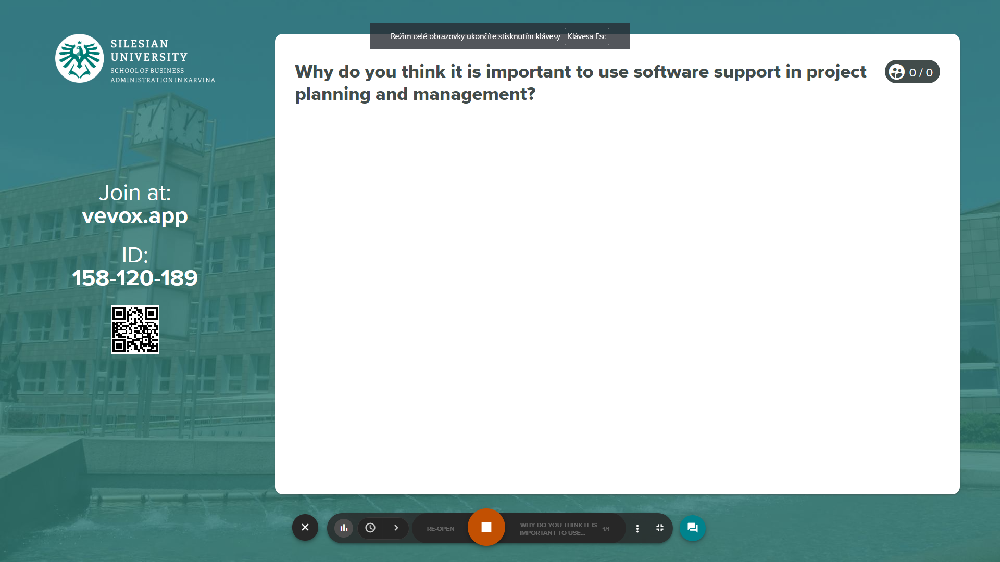 Režim celé obrazovky ukončíte stisknutím klávesy Klávesa Esc
SILESIAN
UNIVERSITY
SCHOOL OF BUSINESS
ADMINISTRATION IN KARVINA
Join at:
vevox.app
ID:
158-120-189
Why do you think it is important to use software support in project
planning and management?
0 / 0
RE-OPEN
WHY DO YOU THINK IT IS
IMPORTANT TO USE...
1/1